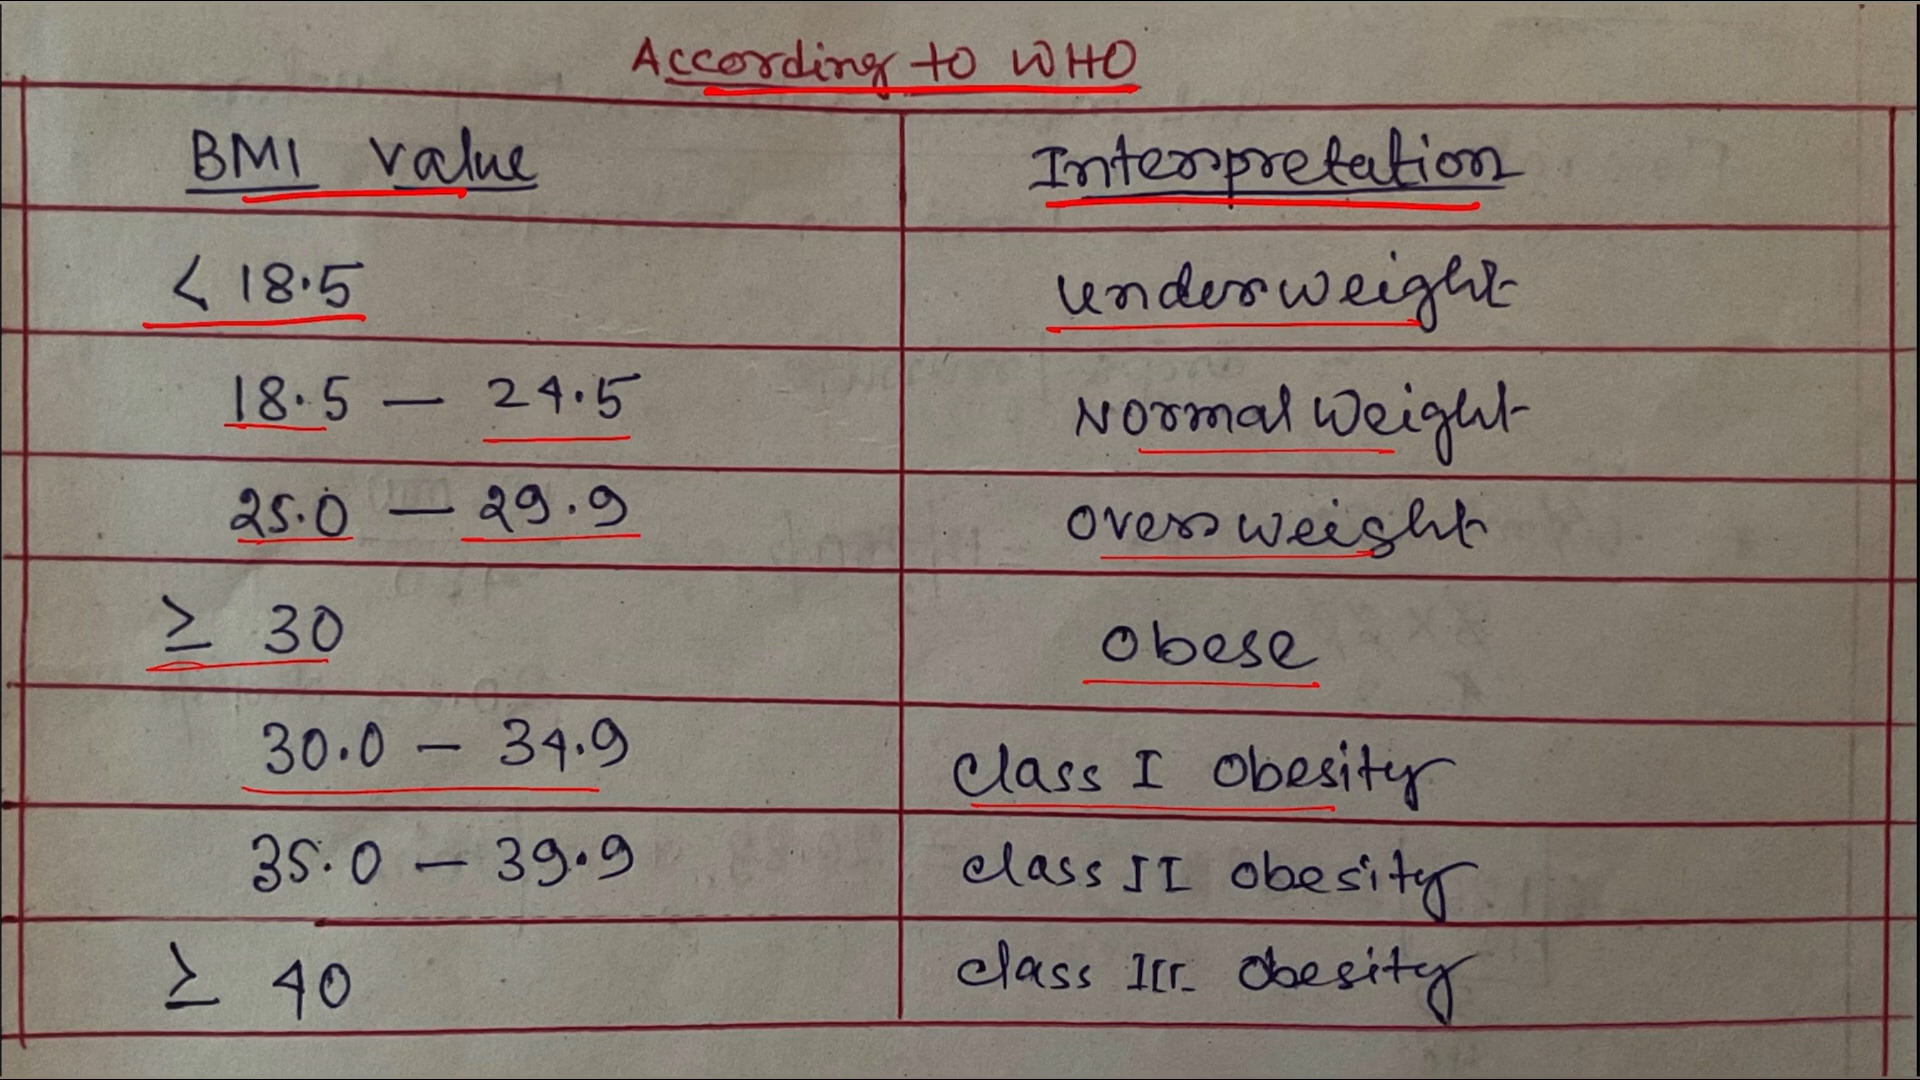 According to WHO
BMI value Interpretation
< 18.5 underweight
18.5 – 24.5 Normal Weight
25.0 – 29.9 Overweight
≥ 30 Obese
30.0 – 34.9 Class I Obesity
35.0 – 39.9 class II obesity
≥ 40 class III Obesity